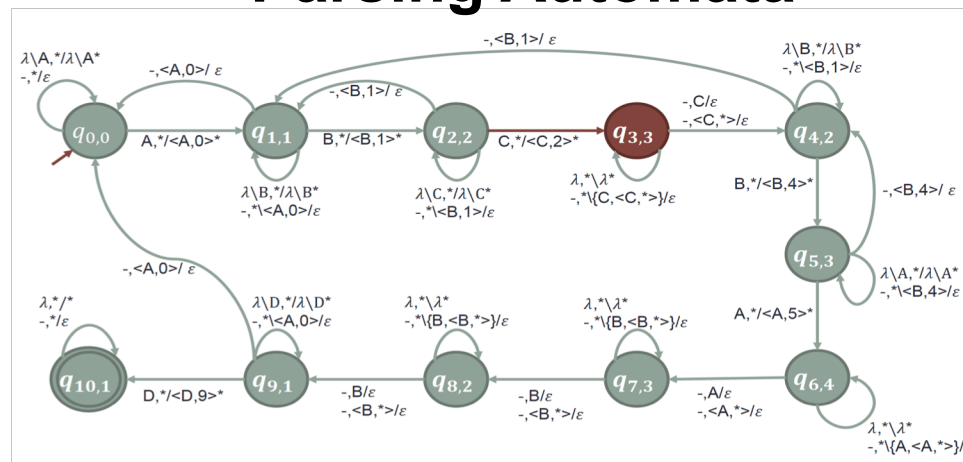 Parsing Automata
-,<B,1>/ ε
λ\A,*/λ\A*
-,*/ε
-,<A,0>/ ε
-,<B,1>/ ε
λ\B,*/λ\B*
-,*\<B,1>/ε
q0,0
A,*/<A,0>*
q1,1
B,*/<B,1>*
q2,2
C,*/<C,2>*
q3,3
-,C/ε
-,<C,*>/ε
q4,2
λ\B,*/λ\B*
-,*\<A,0>/ε
λ\C,*/λ\C*
-,*\<B,1>/ε
λ,*\λ*
-,*\{C,<C,*>}/ε
B,*/<B,4>*
-,<B,4>/ ε
q5,3
-,<A,0>/ ε
λ\A,*/λ\A*
-,*\<B,4>/ε
λ,*/*
-,*/ε
λ\D,*/λ\D*
-,*\<A,0>/ε
λ,*\λ*
-,*\{B,<B,*>}/ε
λ,*\λ*
-,*\{B,<B,*>}/ε
A,*/<A,5>*
q10,1
D,*/<D,9>*
q9,1
-,B/ε
-,<B,*>/ε
q8,2
-,B/ε
-,<B,*>/ε
q7,3
-,A/ε
-,<A,*>/ε
q6,4
λ,*\λ*
-,*\{A,<A,*>}/